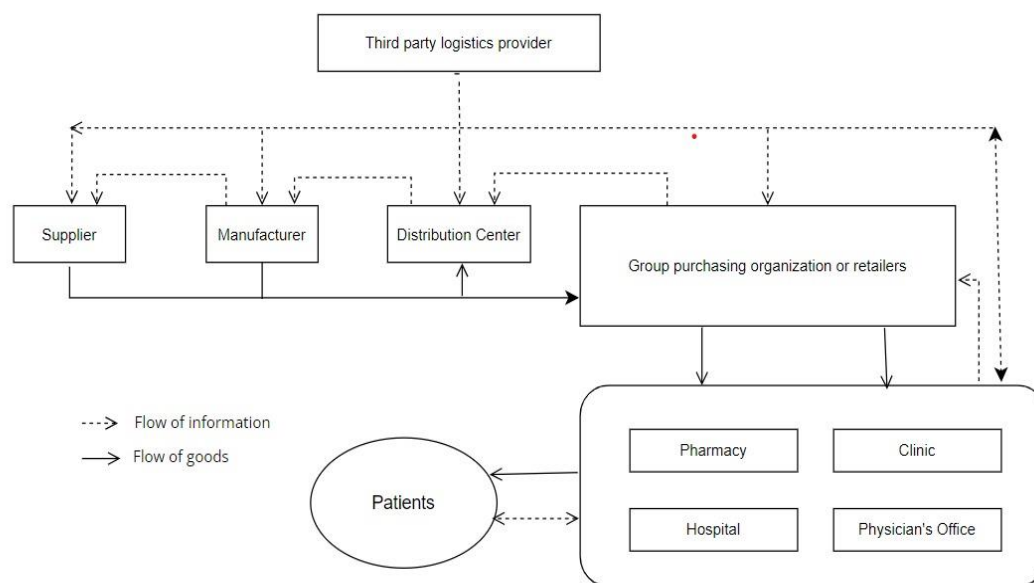 Third party logistics provider
Supplier
Manufacturer
Distribution Center
Group purchasing organization or retailers
Flow of information
Flow of goods
Patients
Pharmacy
Clinic
Hospital
Physician's Office